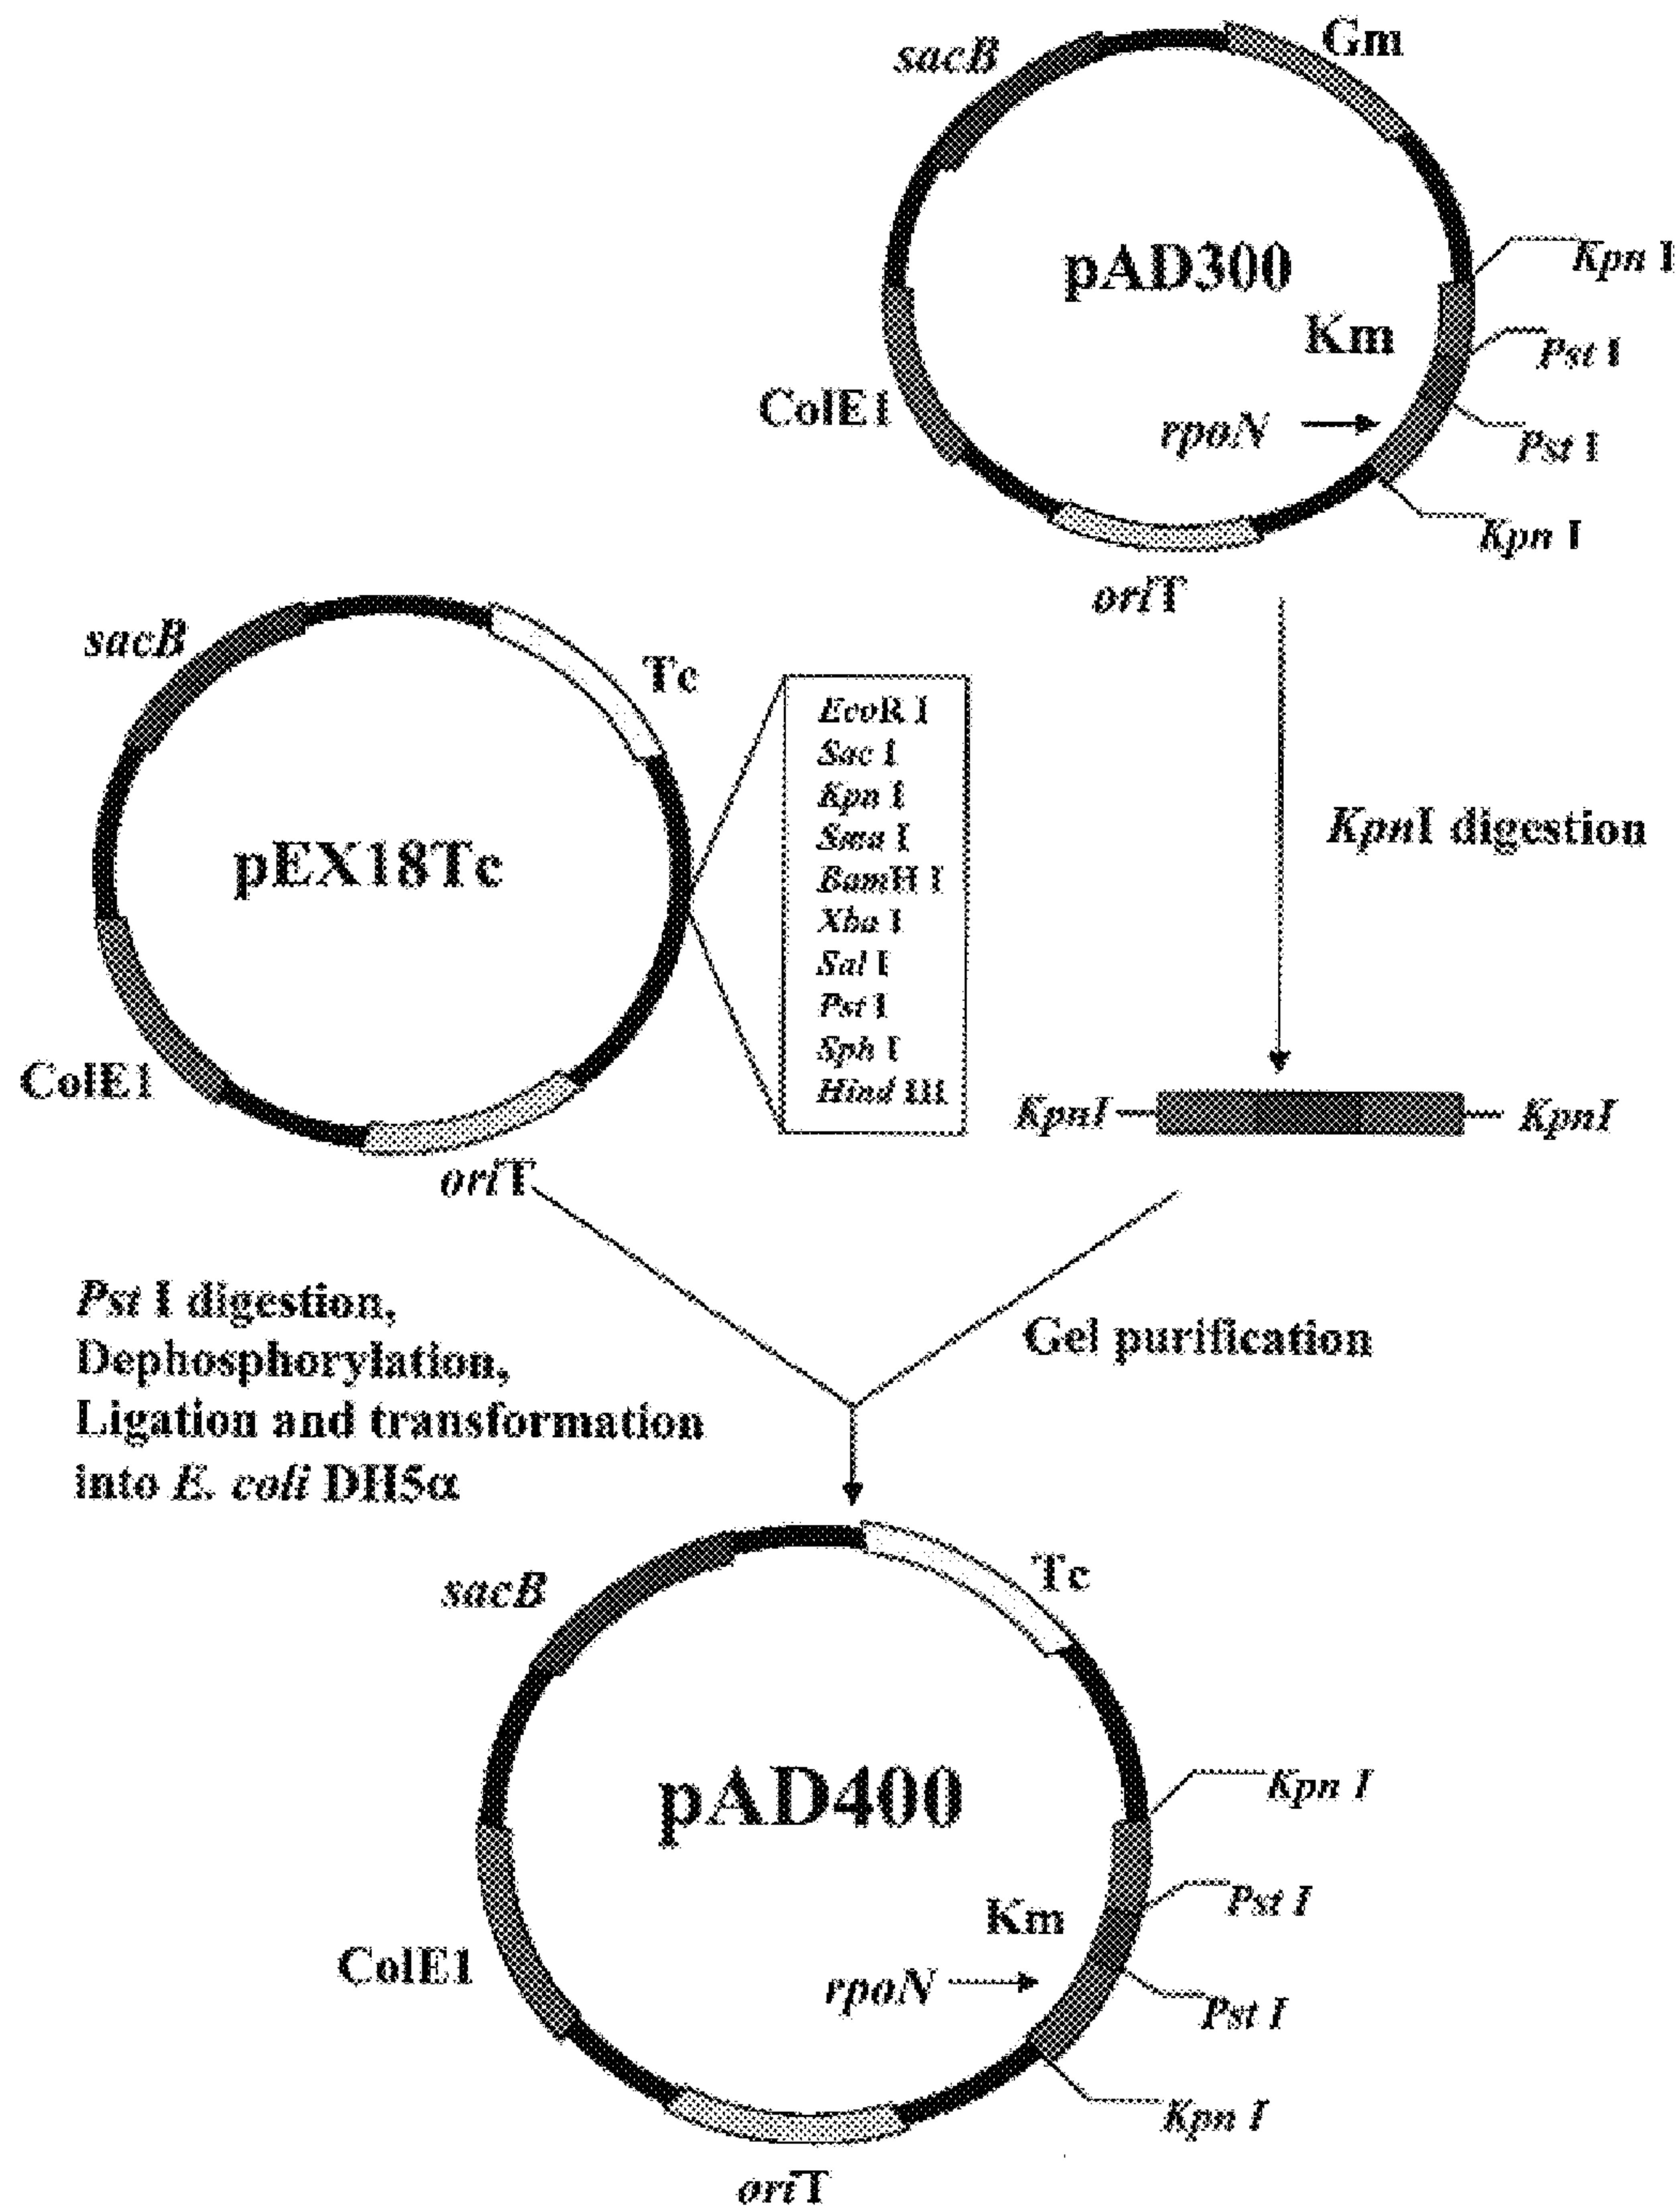 sacB
Gm
pAD300
Kpn I
Km
Pst I
ColE1
rpoN
Pst I
Kpn I
oriT
sacB
Tc
EcoR I
Sac I
Kpn I
Sma I
BamH I
Xba I
Sal I
Pst I
Sph I
Hind III
pEX18Tc
KpnI digestion
ColE1
KpnI
KpnI
oriT
Pst I digestion,
Dephosphorylation,
Ligation and transformation
into E. coli DH5α
Gel purification
sacB
Tc
pAD400
Kpn I
Km
Pst I
ColE1
rpoN
Pst I
Kpn I
oriT